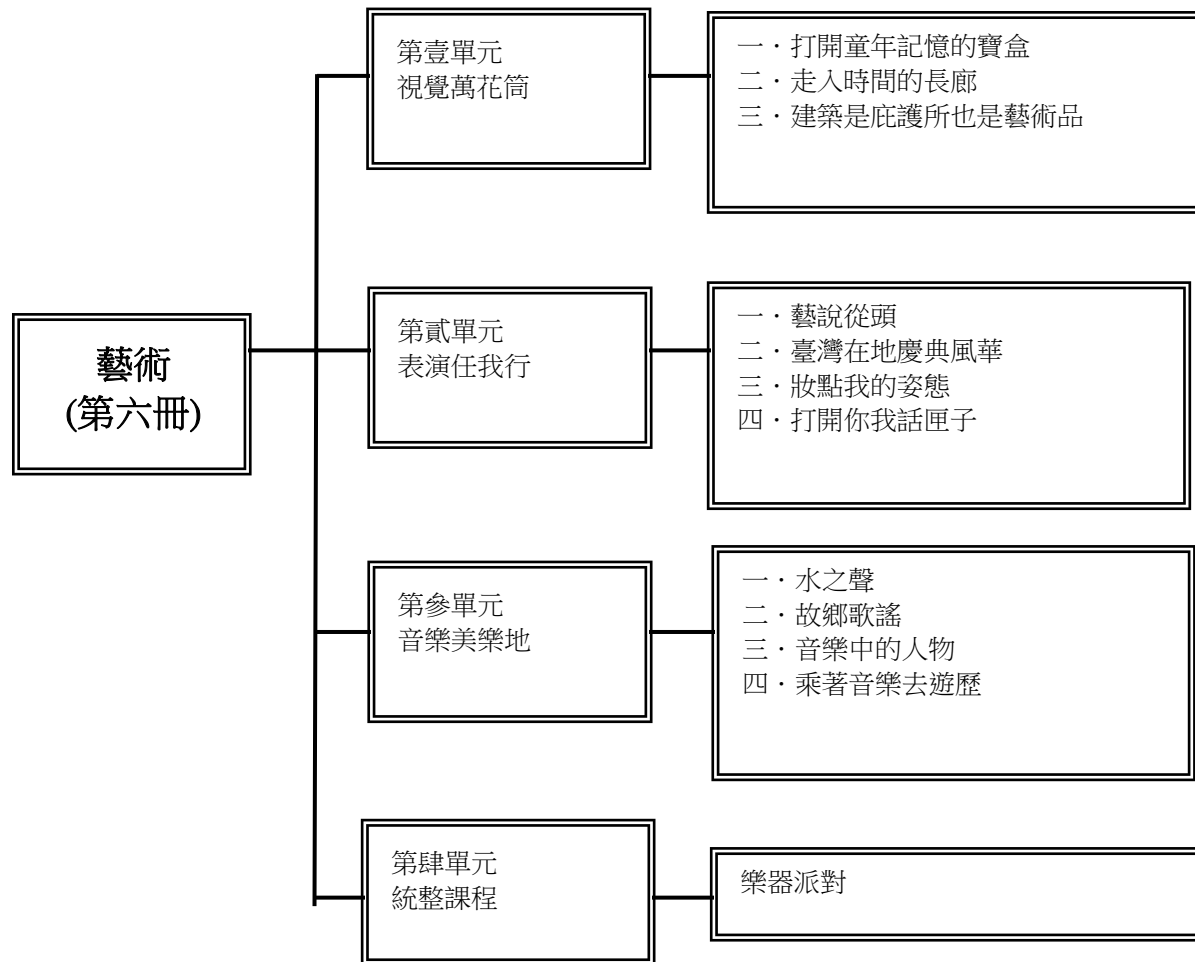 藝術
(第六冊)
第壹單元
視覺萬花筒
一．打開童年記憶的寶盒
二．走入時間的長廊
三．建築是庇護所也是藝術品
第貳單元
表演任我行
一．藝說從頭
二．臺灣在地慶典風華
三．妝點我的姿態
四．打開你我話匣子
第參單元
音樂美樂地
一．水之聲
二．故鄉歌謠
三．音樂中的人物
四．乘著音樂去遊歷
第肆單元
統整課程
樂器派對